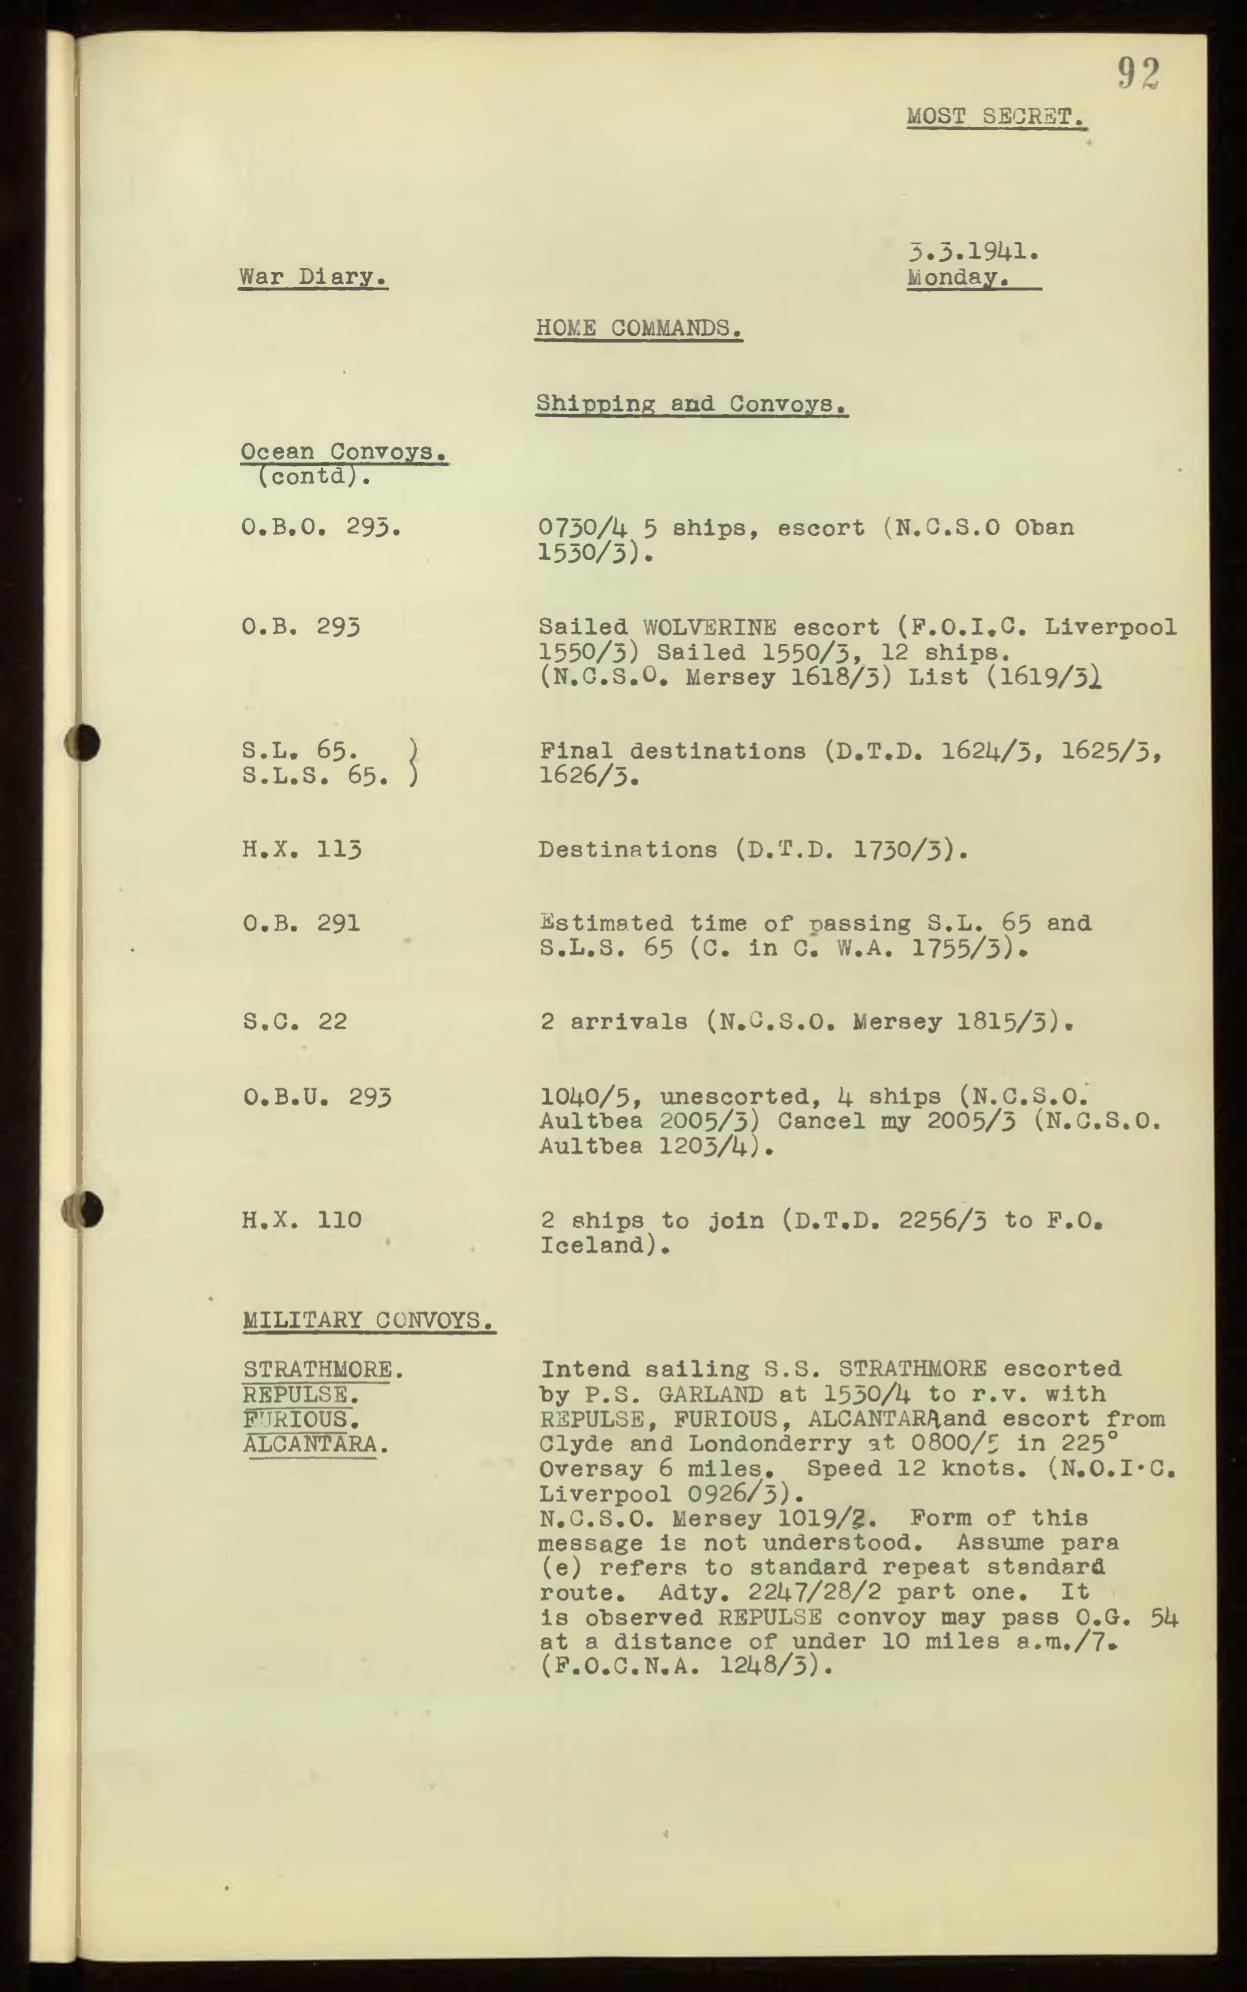 92
MOST SECRET.
3.3.1941.
War Diary.
Monday.
HOME COMMANDS.
Shipping and Convoys.
Ocean Convoys.
(contd).
O.B.O. 293.
0730/4 5 ships, escort (N.C.S.O Oban
1530/3).
O.B. 293
Sailed WOLVERINE escort (F.O.I.C. Liverpool
1550/3) Sailed 1550/3, 12 ships.
(N.C.S.O. Mersey 1618/3) List (1619/3)
S.L. 65. )
S.L.S. 65. )
Final destinations (D.T.D. 1624/3, 1625/3,
1626/3.
H.X. 113
Destinations (D.T.D. 1730/3).
O.B. 291
Estimated time of passing S.L. 65 and
S.L.S. 65 (C. in C. W.A. 1755/3).
S.C. 22
2 arrivals (N.C.S.O. Mersey 1815/3).
O.B.U. 293
1040/5, unescorted, 4 ships (N.C.S.O.
Aultbea 2005/3) Cancel my 2005/3 (N.C.S.O.
Aultbea 1203/4).
H.X. 110
2 ships to join (D.T.D. 2256/3 to F.O.
Iceland).
MILITARY CONVOYS.
STRATHMORE.
REPULSE.
FURIOUS.
ALCANTARA.
Intend sailing S.S. STRATHMORE escorted
by P.S. GARLAND at 1530/4 to r.v. with
REPULSE, FURIOUS, ALCANTARA and escort from
Clyde and Londonderry at 0800/5 in 225°
Oversay 6 miles. Speed 12 knots. (N.O.I.C.
Liverpool 0926/3).
N.C.S.O. Mersey 1019/2. Form of this
message is not understood. Assume para
(e) refers to standard repeat standard
route. Adty. 2247/28/2 part one. It
is observed REPULSE convoy may pass O.G. 54
at a distance of under 10 miles a.m./7.
(F.O.C.N.A. 1248/3).